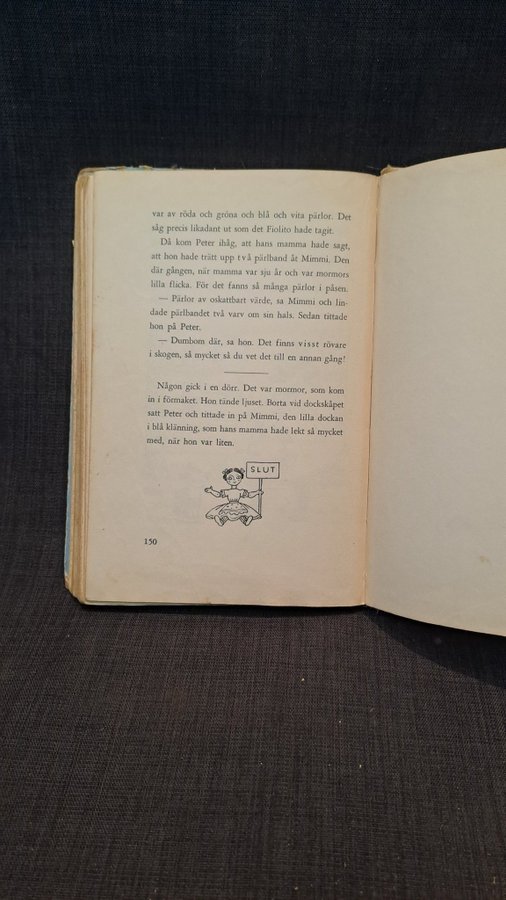 var av röda och gröna och blå och vita pärlor. Det
såg precis likadant ut som det Fiolito hade tagit.
Då kom Peter ihåg, att hans mamma hade sagt,
att hon hade trätt upp två pärlband åt Mimmi. Den
där gången, när mamma var sju år och var mormors
lilla flicka. För det fanns så många pärlor i påsen.
— Pärlor av oskattbart värde, sa Mimmi och lin-
dade pärlbandet två varv om sin hals. Sedan tittade
hon på Peter.
— Dumbom där, sa hon. Det finns visst rövare
i skogen, så mycket så du vet det till en annan gång!
Någon gick i en dörr. Det var mormor, som kom
in i förmaket. Hon tände ljuset. Borta vid dockskåpet
satt Peter och tittade in på Mimmi, den lilla dockan
i blå klänning, som hans mamma hade lekt så mycket
med, när hon var liten.
SLUT
150